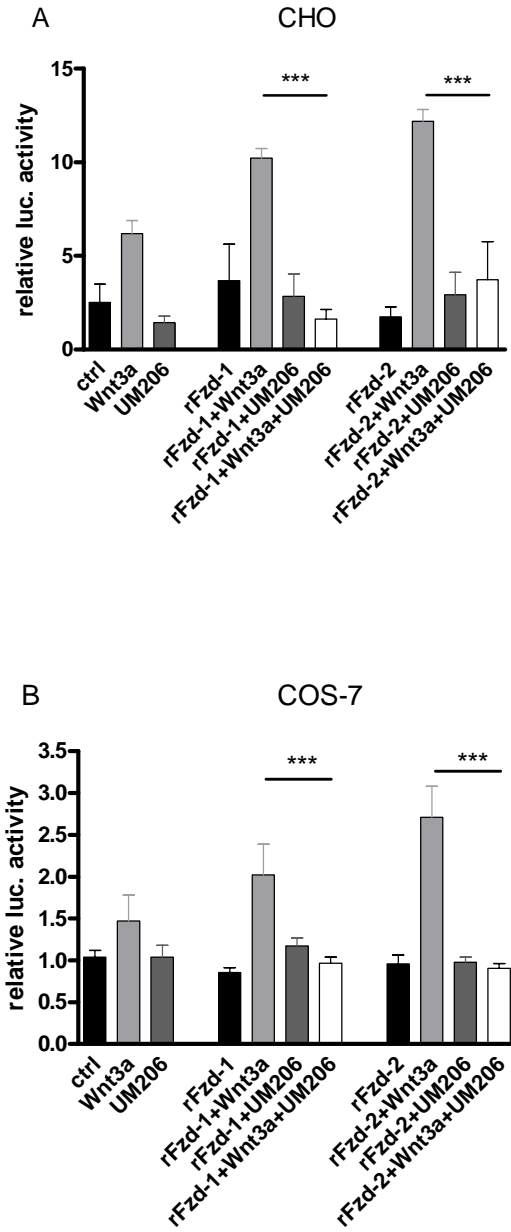 A
CHO
relative luc. activity
15
10
5
0
***
***
ctrl
Wnt3a
UM206
rFzd-1
rFzd-1+Wnt3a
rFzd-1+UM206
rFzd-1+Wnt3a+UM206
rFzd-2
rFzd-2+Wnt3a
rFzd-2+UM206
rFzd-2+Wnt3a+UM206
B
COS-7
relative luc. activity
3.5
3.0
2.5
2.0
1.5
1.0
0.5
0.0
***
***
ctrl
Wnt3a
UM206
rFzd-1
rFzd-1+Wnt3a
rFzd-1+UM206
rFzd-1+Wnt3a+UM206
rFzd-2
rFzd-2+Wnt3a
rFzd-2+UM206
rFzd-2+Wnt3a+UM206